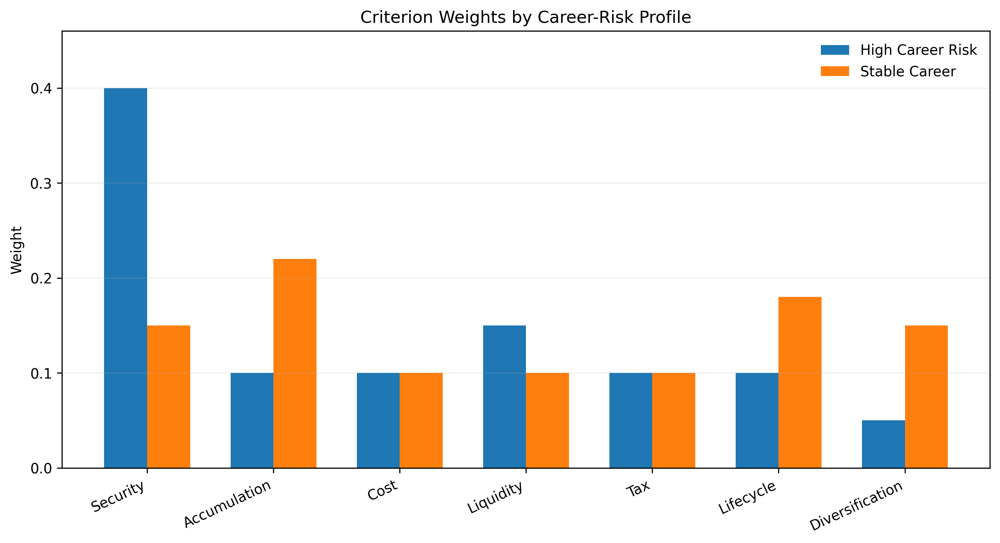 Criterion Weights by Career-Risk Profile
High Career Risk
Stable Career
Weight
0.4
0.3
0.2
0.1
0.0
Security
Accumulation
Cost
Liquidity
Tax
Lifecycle
Diversification